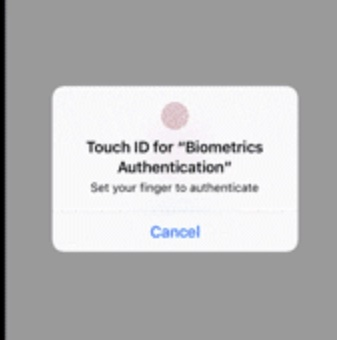 Touch ID for “Biometrics
Authentication”
Set your finger to authenticate
Cancel